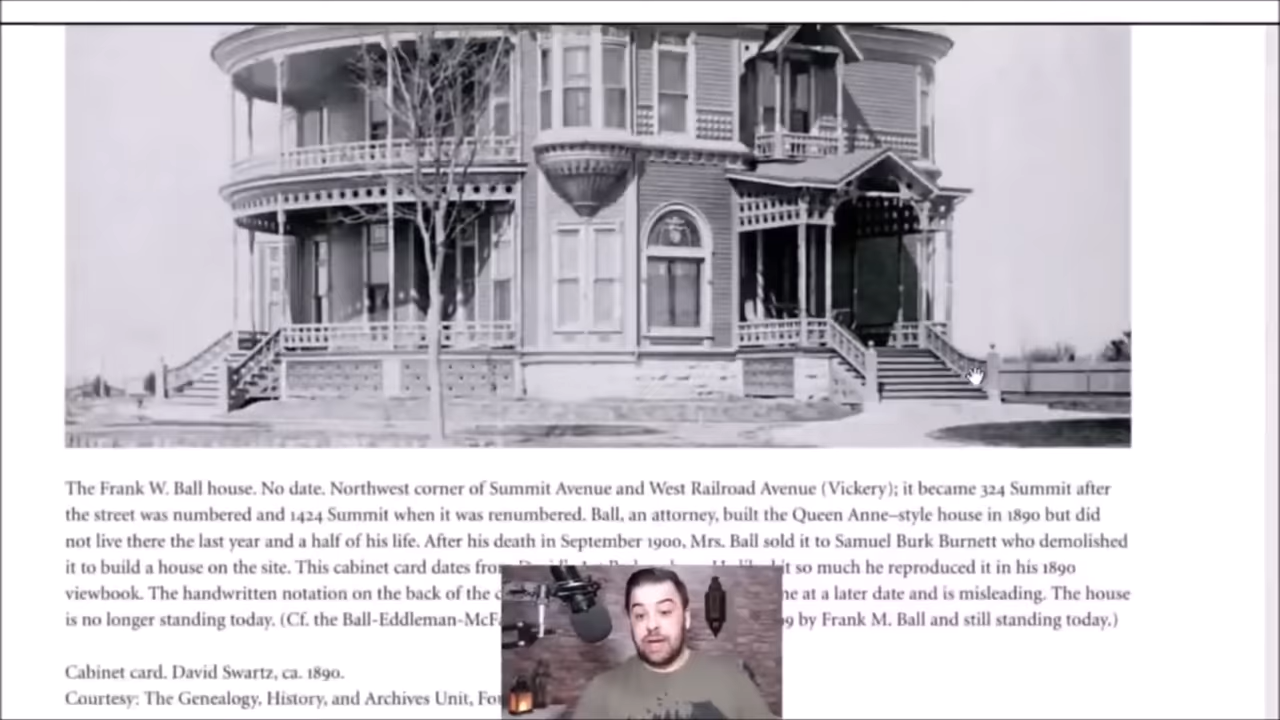 The Frank W. Ball house. No date. Northwest corner of Summit Avenue and West Railroad Avenue (Vickery); it became 324 Summit after
the street was numbered and 1424 Summit when it was renumbered. Ball, an attorney, built the Queen Anne–style house in 1890 but did
not live there the last year and a half of his life. After his death in September 1900, Mrs. Ball sold it to Samuel Burk Burnett who demolished
it to build a house on the site. This cabinet card dates from it so much he reproduced it in his 1890
viewbook. The handwritten notation on the back of the at a later date and is misleading. The house
is no longer standing today. (Cf. the Ball-Eddleman- by Frank M. Ball and still standing today.)
Cabinet card. David Swartz, ca. 1890.
Courtesy: The Genealogy, History, and Archives Unit,